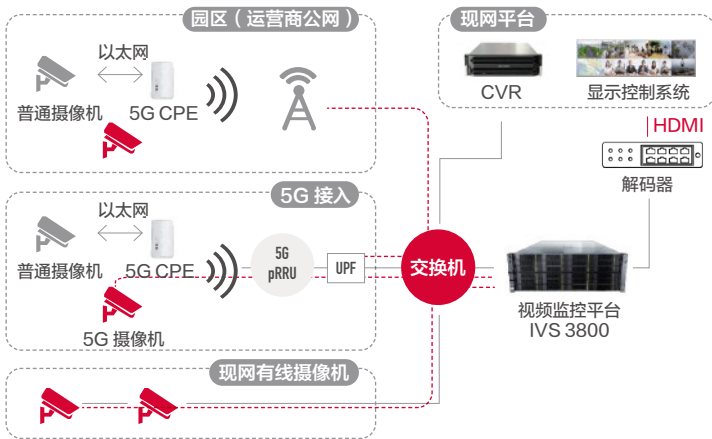 园区（运营商公网）
以太网
普通摄像机
5G CPE
现网平台
CVR
显示控制系统
HDMI
解码器
5G 接入
以太网
普通摄像机
5G CPE
5G 摄像机
5G
pRRU
UPF
交换机
视频监控平台
IVS 3800
现网有线摄像机